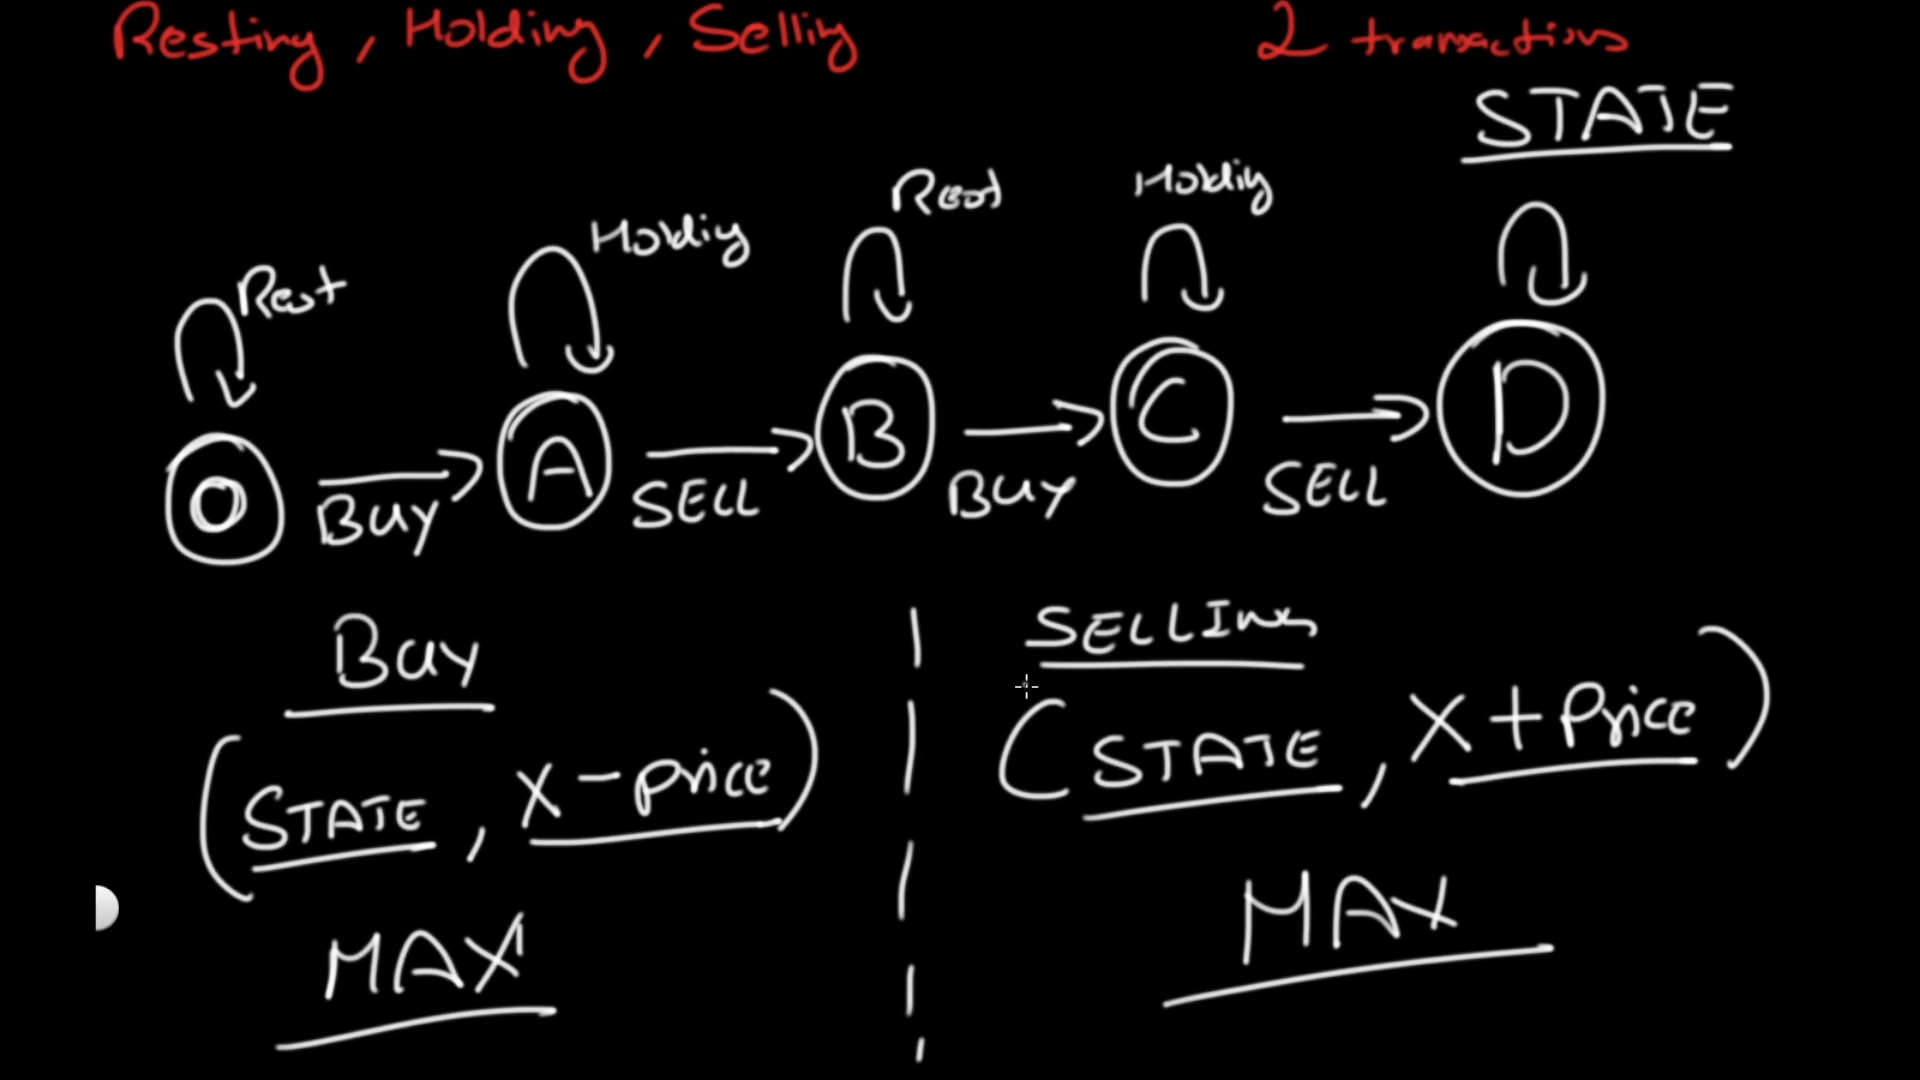 Resting, Holding, Selling
2 transactions
STATE
Rest
Holding
Rest
Holding
O BUY A SELL B BUY C SELL D
BUY
SELLING
(STATE, X - Price)
(STATE, X + Price)
MAX
MAX